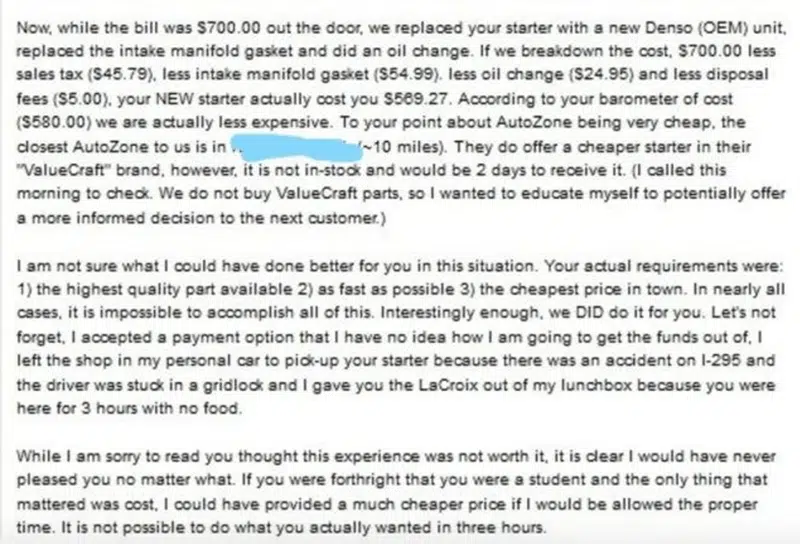 Now, while the bill was $700.00 out the door, we replaced your starter with a new Denso (OEM) unit,
replaced the intake manifold gasket and did an oil change. If we breakdown the cost, $700.00 less
sales tax ($45.79), less intake manifold gasket ($54.99). less oil change ($24.95) and less disposal
fees ($5.00), your NEW starter actually cost you $569.27. According to your barometer of cost
($580.00) we are actually less expensive. To your point about AutoZone being very cheap, the
closest AutoZone to us is in (~10 miles). They do offer a cheaper starter in their
"ValueCraft" brand, however, it is not in-stock and would be 2 days to receive it. (I called this
morning to check. We do not buy ValueCraft parts, so I wanted to educate myself to potentially offer
a more informed decision to the next customer.)
I am not sure what I could have done better for you in this situation. Your actual requirements were:
1) the highest quality part available 2) as fast as possible 3) the cheapest price in town. In nearly all
cases, it is impossible to accomplish all of this. Interestingly enough, we DID do it for you. Let's not
forget, I accepted a payment option that I have no idea how I am going to get the funds out of, I
left the shop in my personal car to pick-up your starter because there was an accident on I-295 and
the driver was stuck in a gridlock and I gave you the LaCroix out of my lunchbox because you were
here for 3 hours with no food.
While I am sorry to read you thought this experience was not worth it, it is clear I would have never
pleased you no matter what. If you were forthright that you were a student and the only thing that
mattered was cost, I could have provided a much cheaper price if I would be allowed the proper
time. It is not possible to do what you actually wanted in three hours.